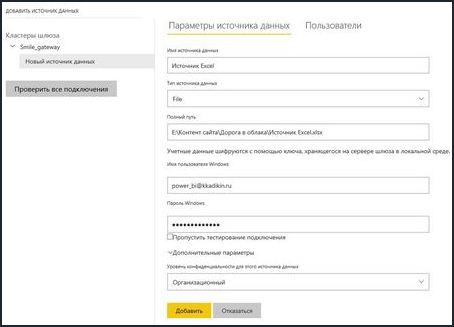 ДОБАВИТЬ ИСТОЧНИК ДАННЫХ
Кластеры шлюза
Smile_gateway
Новый источник данных
Проверить все подключения
Параметры источника данных
Пользователи
Имя источника данных
Источник Excel
Тип источника данных
File
Полный путь
E:\Контент сайта\Дорога в облака\Источник Excel.xlsx
Учетные данные шифруются с помощью ключа, хранящегося на сервере шлюза в локальной среде.
Имя пользователя Windows
power_bi@kkadikin.ru
Пароль Windows
•••••••••••••
Пропустить тестирование подключения
Дополнительные параметры
Уровень конфиденциальности для этого источника данных
Организационный
Добавить
Отказаться